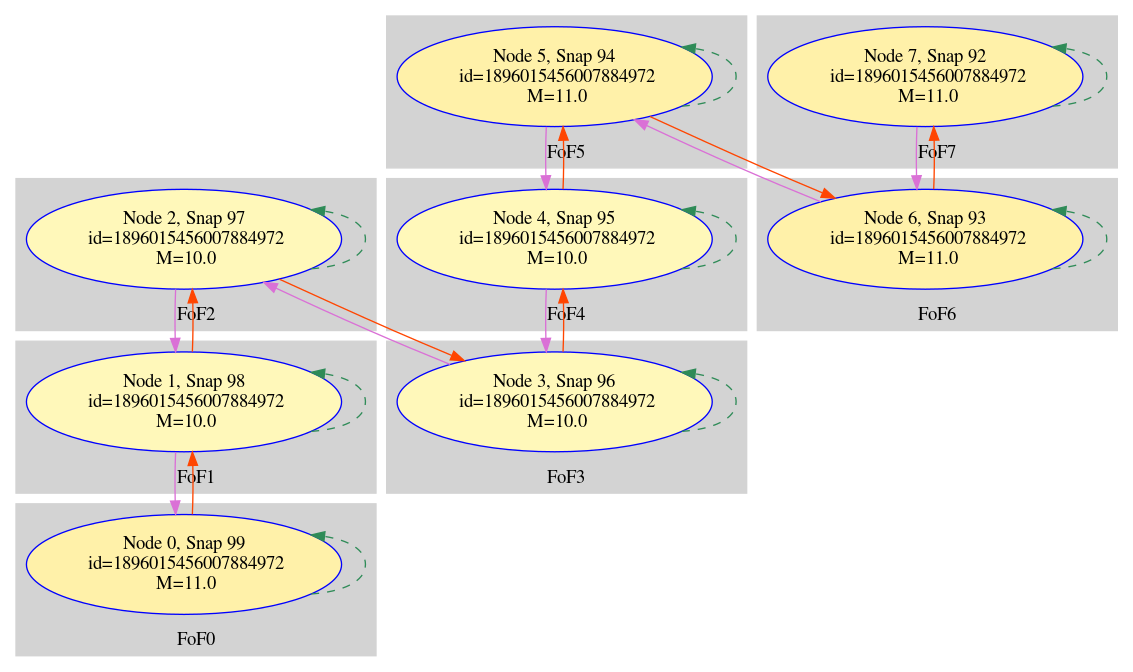 Node 5, Snap 94
id=1896015456007884972
M=11.0
FoF5
Node 7, Snap 92
id=1896015456007884972
M=11.0
FoF7
Node 2, Snap 97
id=1896015456007884972
M=10.0
FoF2
Node 4, Snap 95
id=1896015456007884972
M=10.0
FoF4
Node 6, Snap 93
id=1896015456007884972
M=11.0
FoF6
Node 1, Snap 98
id=1896015456007884972
M=10.0
FoF1
Node 3, Snap 96
id=1896015456007884972
M=10.0
FoF3
Node 0, Snap 99
id=1896015456007884972
M=11.0
FoF0